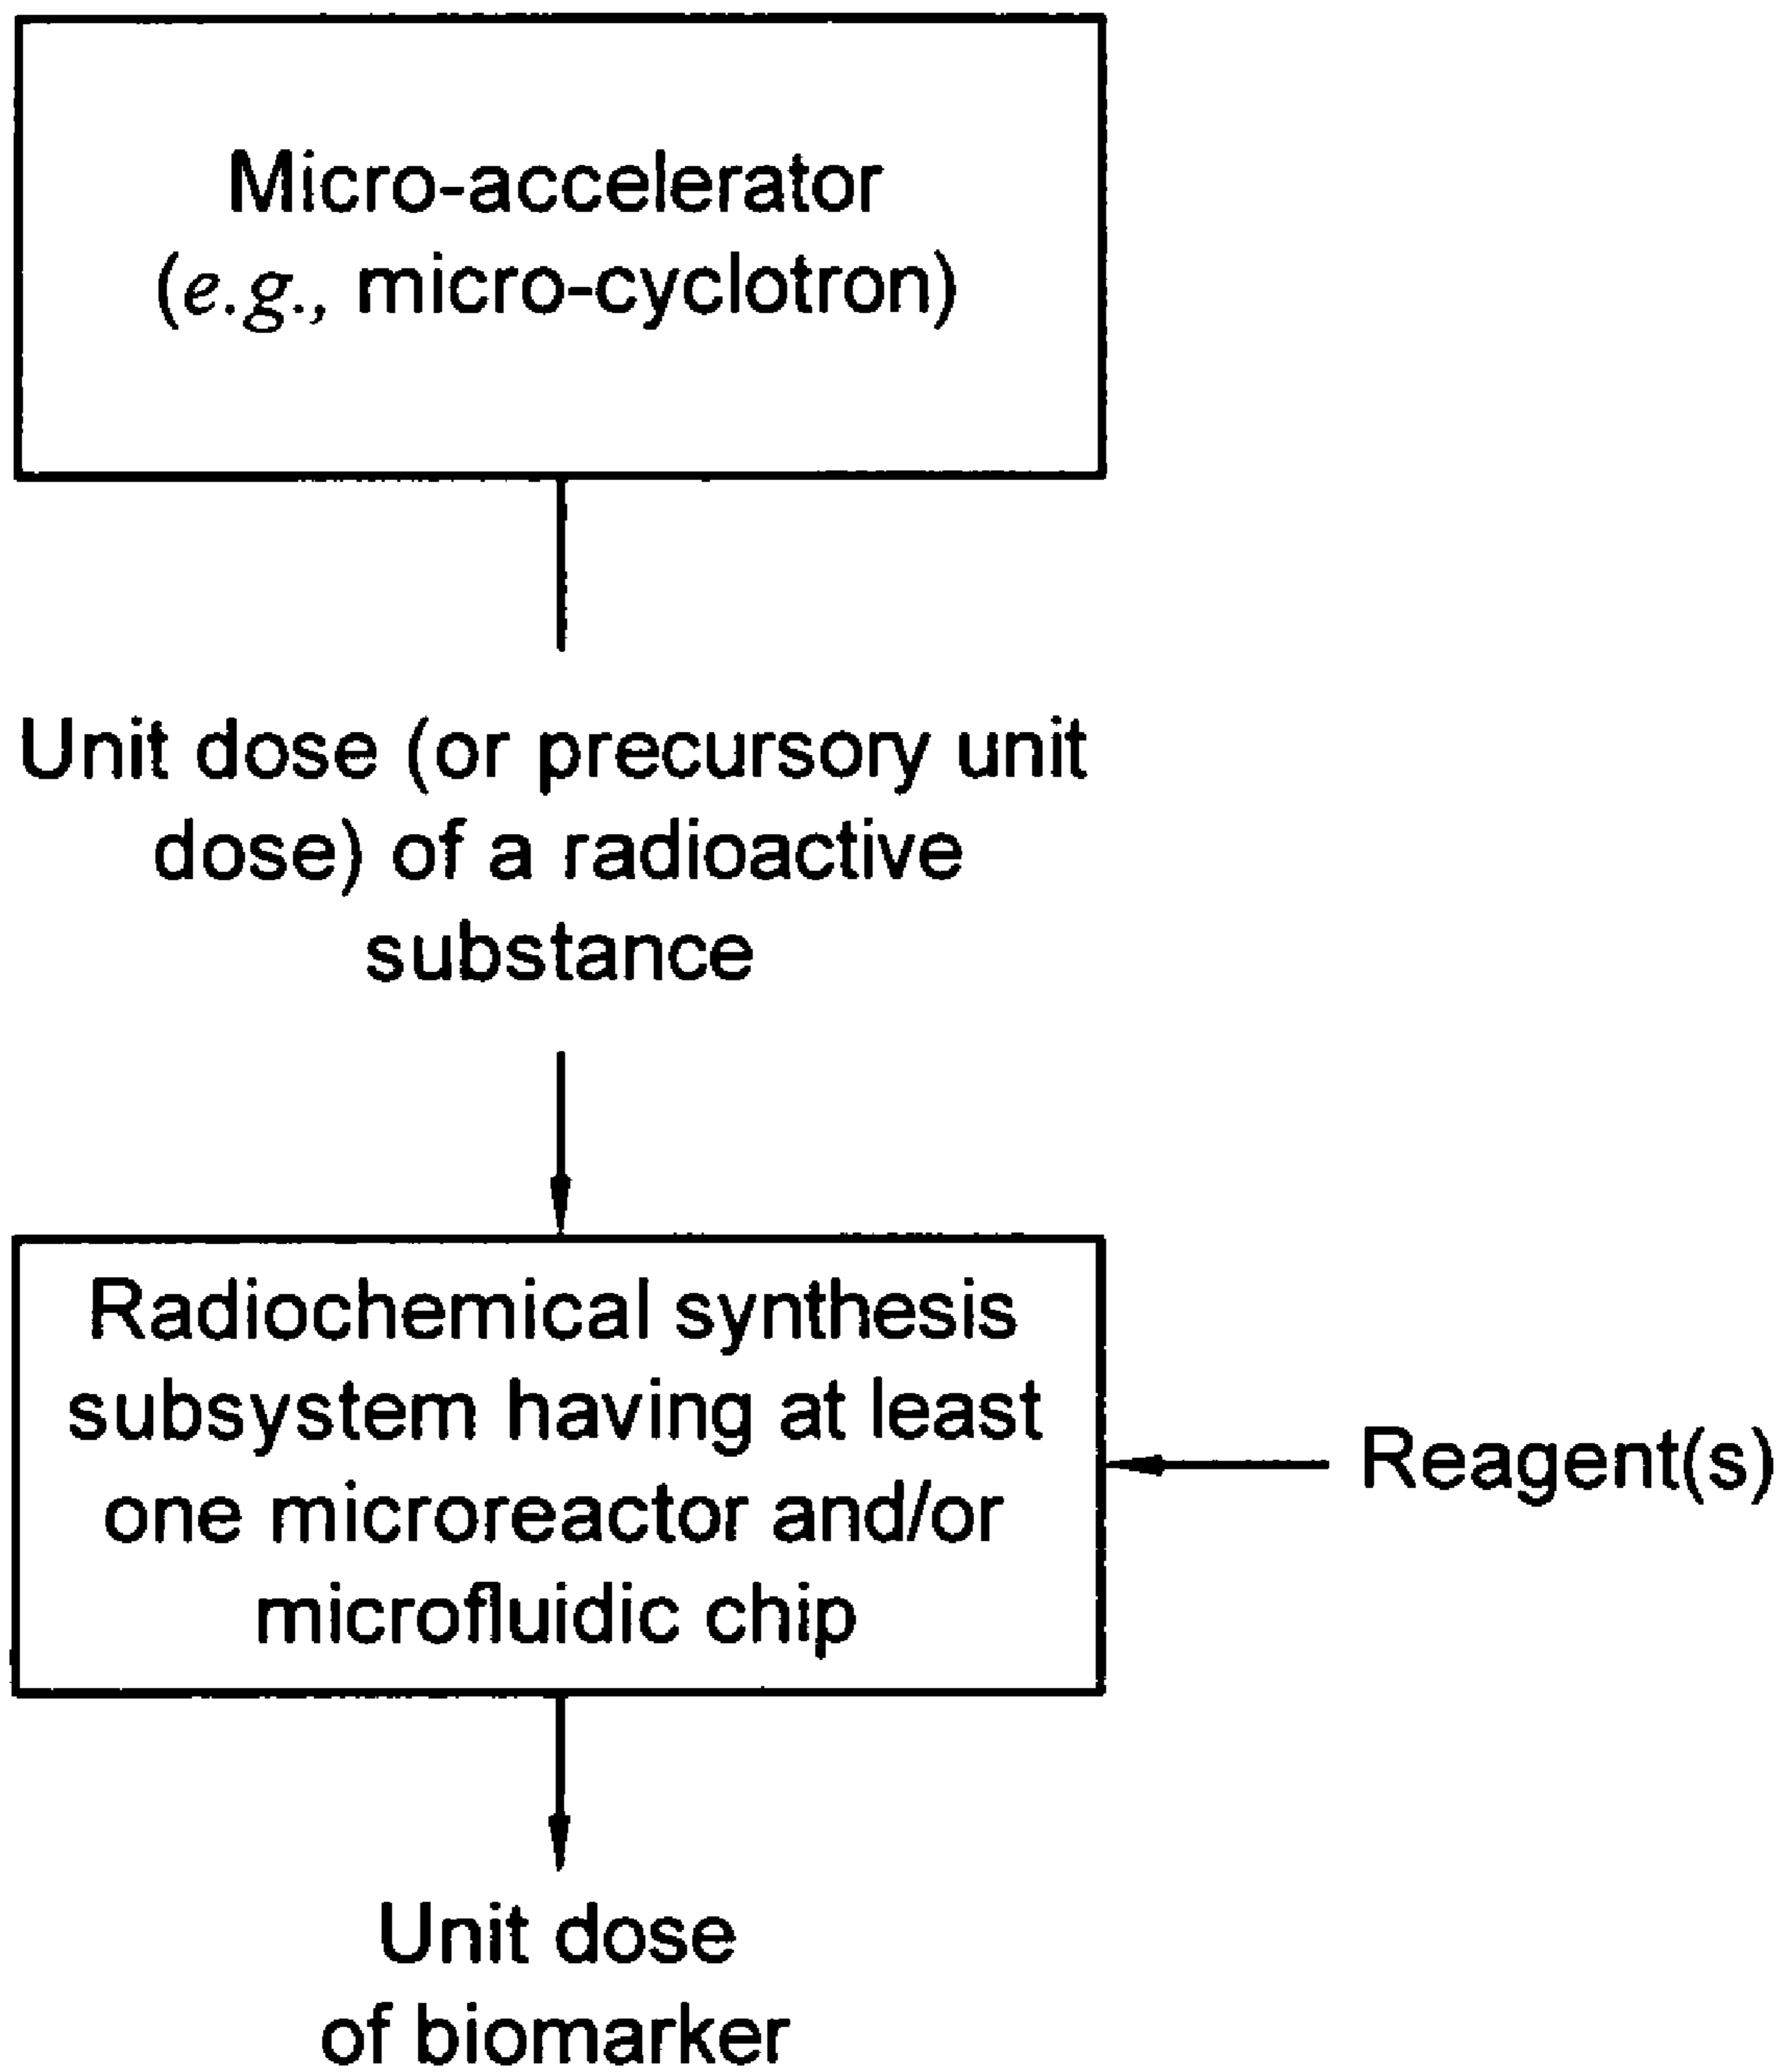 Micro-accelerator
(e.g., micro-cyclotron)
Unit dose (or precursory unit
dose) of a radioactive
substance
Radiochemical synthesis
subsystem having at least
one microreactor and/or
microfluidic chip
Reagent(s)
Unit dose
of biomarker